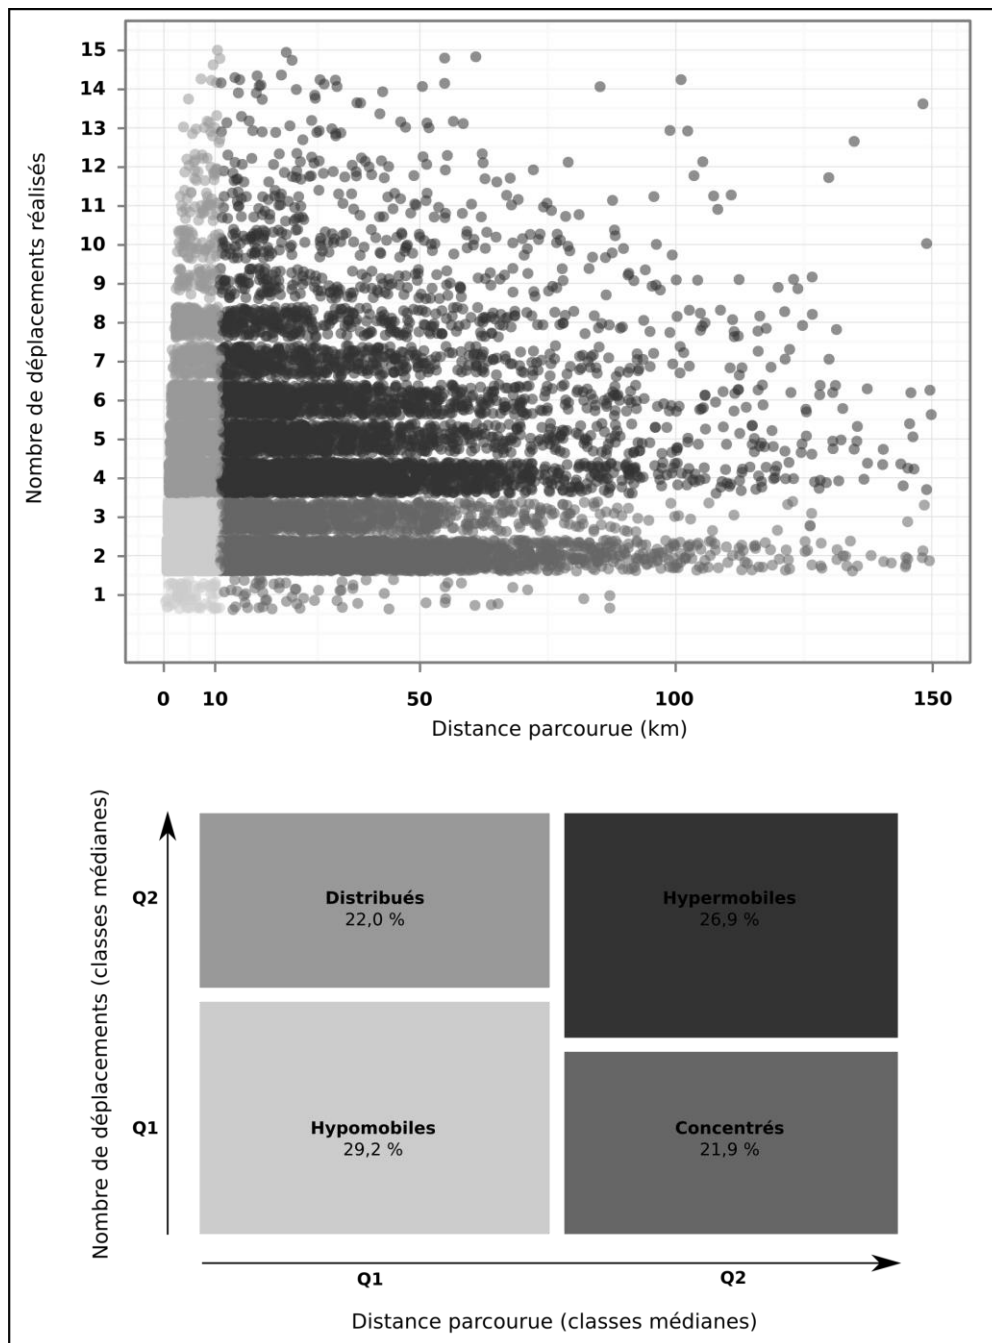 Nombre de déplacements réalisés
15
14
13
12
11
10
9
8
7
6
5
4
3
2
1
0 10 50 100 150
Distance parcourue (km)
Nombre de déplacements (classes médianes)
Q2
Q1
Distribués
22,0 %
Hypermobiles
26,9 %
Hypomobiles
29,2 %
Concentrés
21,9 %
Q1 Q2
Distance parcourue (classes médianes)